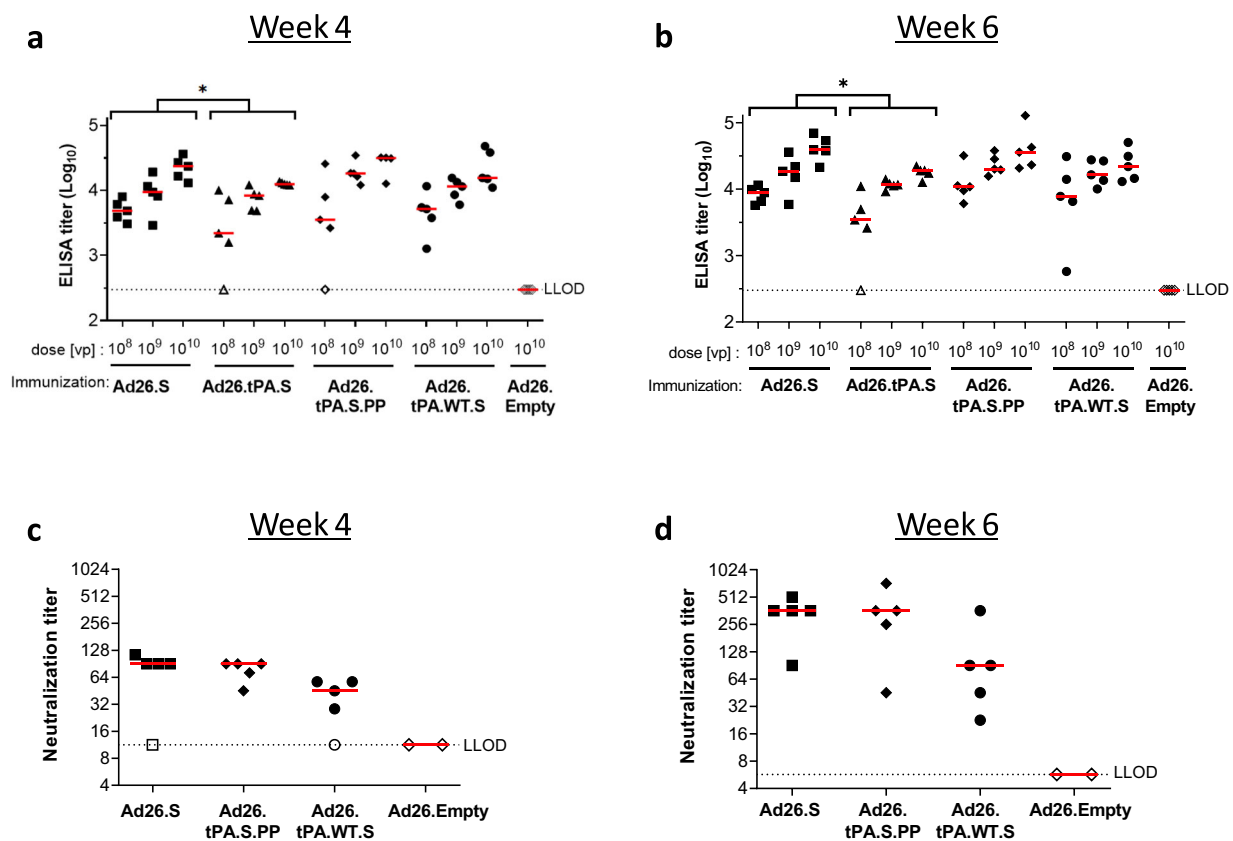 a
Week 4
*
ELISA titer (Log10)
5
4
3
2
LLOD
dose [vp] : 10^8 10^9 10^10 10^8 10^9 10^10 10^8 10^9 10^10 10^8 10^9 10^10 10^10
Immunization: Ad26.S Ad26.tPA.S Ad26. Ad26. Ad26.
tPA.S.PP tPA.WT.S Empty
b
Week 6
*
ELISA titer (Log10)
5
4
3
2
LLOD
dose [vp] : 10^8 10^9 10^10 10^8 10^9 10^10 10^8 10^9 10^10 10^8 10^9 10^10 10^10
Immunization: Ad26.S Ad26.tPA.S Ad26. Ad26. Ad26.
tPA.S.PP tPA.WT.S Empty
c
Week 4
Neutralization titer
1024
512
256
128
64
32
16
8
4
LLOD
Ad26.S Ad26. Ad26. Ad26.Empty
tPA.S.PP tPA.WT.S
d
Week 6
Neutralization titer
1024
512
256
128
64
32
16
8
4
LLOD
Ad26.S Ad26. Ad26. Ad26.Empty
tPA.S.PP tPA.WT.S